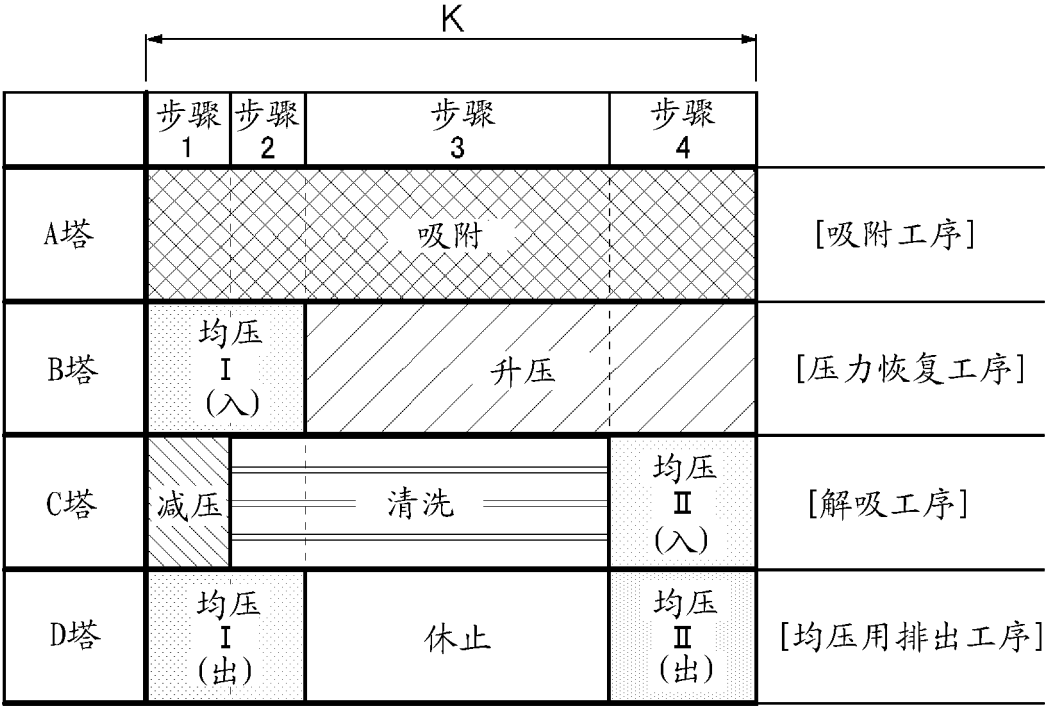 K
步骤 步骤 步骤 步骤
1 2 3 4
A塔 吸附 [吸附工序]
均压
B塔 I 升压 [压力恢复工序]
(入)
均压
C塔 减压 清洗 II [解吸工序]
(入)
均压 均压
D塔 I 休止 II [均压用排出工序]
(出) (出)